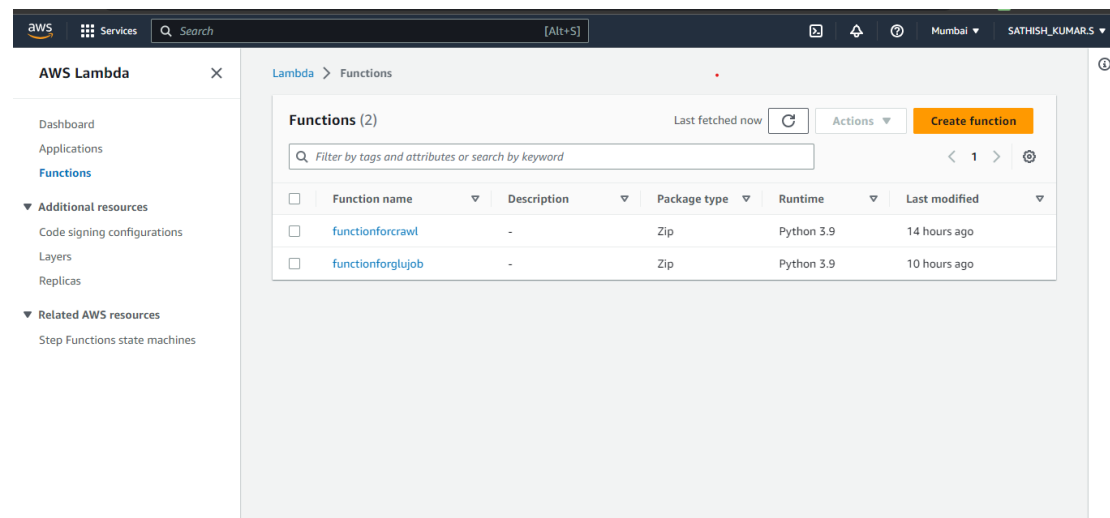 aws Services Search [Alt+S] Mumbai ▼ SATHISH_KUMAR.S ▼
AWS Lambda
Dashboard
Applications
Functions
Additional resources
Code signing configurations
Layers
Replicas
Related AWS resources
Step Functions state machines
Lambda > Functions
Functions (2) Last fetched now Actions ▼ Create function
Filter by tags and attributes or search by keyword < 1 >
Function name Description Package type Runtime Last modified
functionforcrawl - Zip Python 3.9 14 hours ago
functionforglujob - Zip Python 3.9 10 hours ago